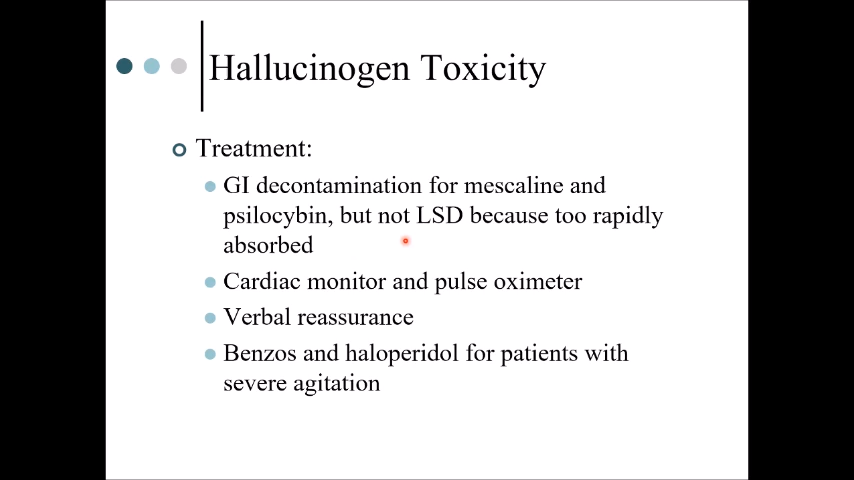 Hallucinogen Toxicity
Treatment:
GI decontamination for mescaline and
psilocybin, but not LSD because too rapidly
absorbed
Cardiac monitor and pulse oximeter
Verbal reassurance
Benzos and haloperidol for patients with
severe agitation